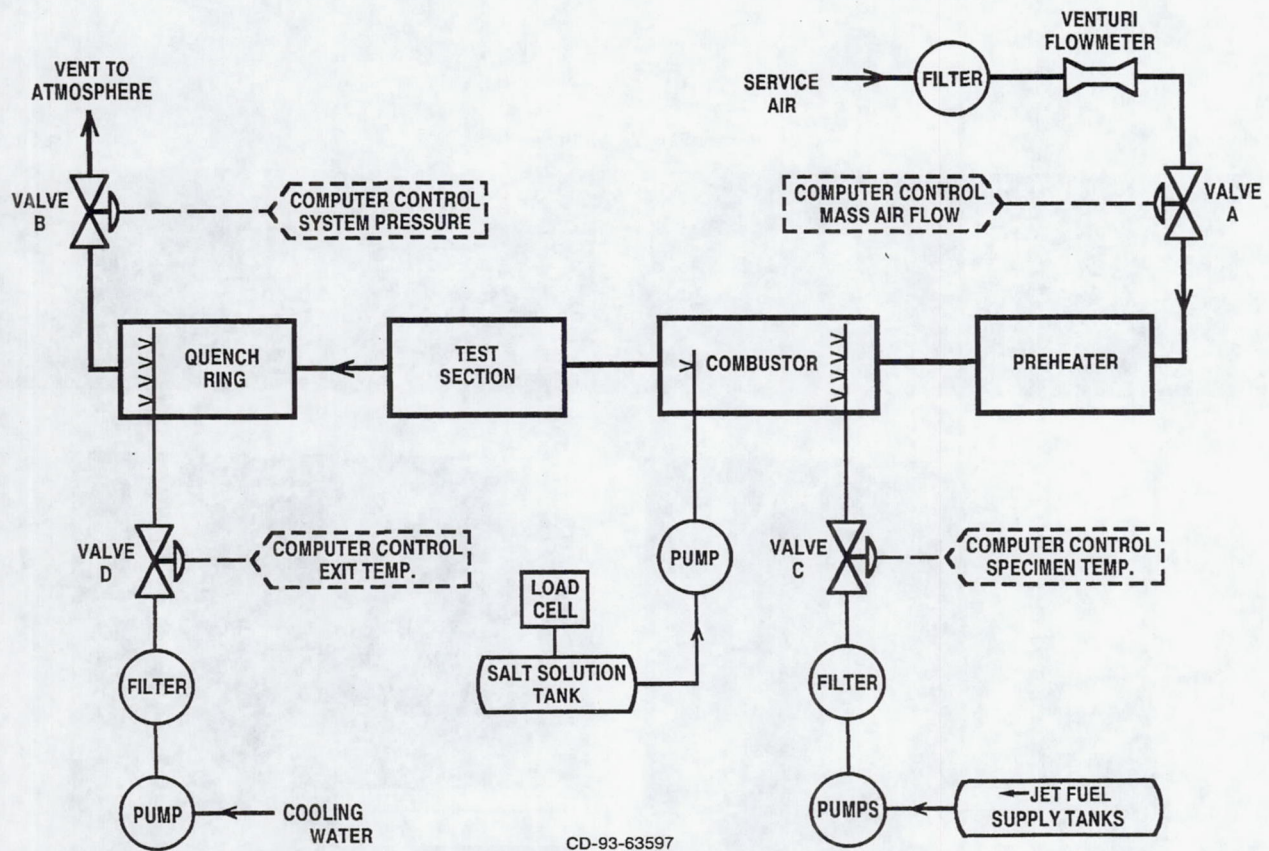 VENTURI
FLOWMETER
VENT TO
ATMOSPHERE
SERVICE
AIR
FILTER
VALVE
B
COMPUTER CONTROL
SYSTEM PRESSURE
COMPUTER CONTROL
MASS AIR FLOW
VALVE
A
QUENCH
RING
TEST
SECTION
COMBUSTOR
PREHEATER
VALVE
D
COMPUTER CONTROL
EXIT TEMP.
PUMP
VALVE
C
COMPUTER CONTROL
SPECIMEN TEMP.
LOAD
CELL
SALT SOLUTION
TANK
FILTER
FILTER
PUMP
COOLING
WATER
PUMPS
JET FUEL
SUPPLY TANKS
CD-93-63597